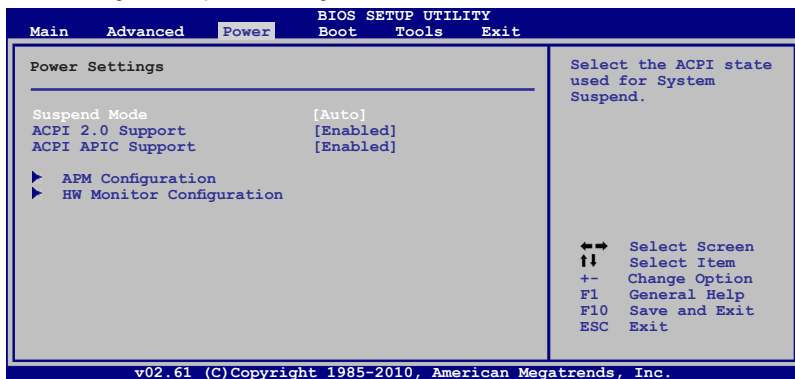 BIOS SETUP UTILITY
Main Advanced Power Boot Tools Exit
Power Settings
Suspend Mode [Auto]
ACPI 2.0 Support [Enabled]
ACPI APIC Support [Enabled]
APM Configuration
HW Monitor Configuration
Select the ACPI state
used for System
Suspend.
←→ Select Screen
↑↓ Select Item
+- Change Option
F1 General Help
F10 Save and Exit
ESC Exit
v02.61 (C)Copyright 1985-2010, American Megatrends, Inc.